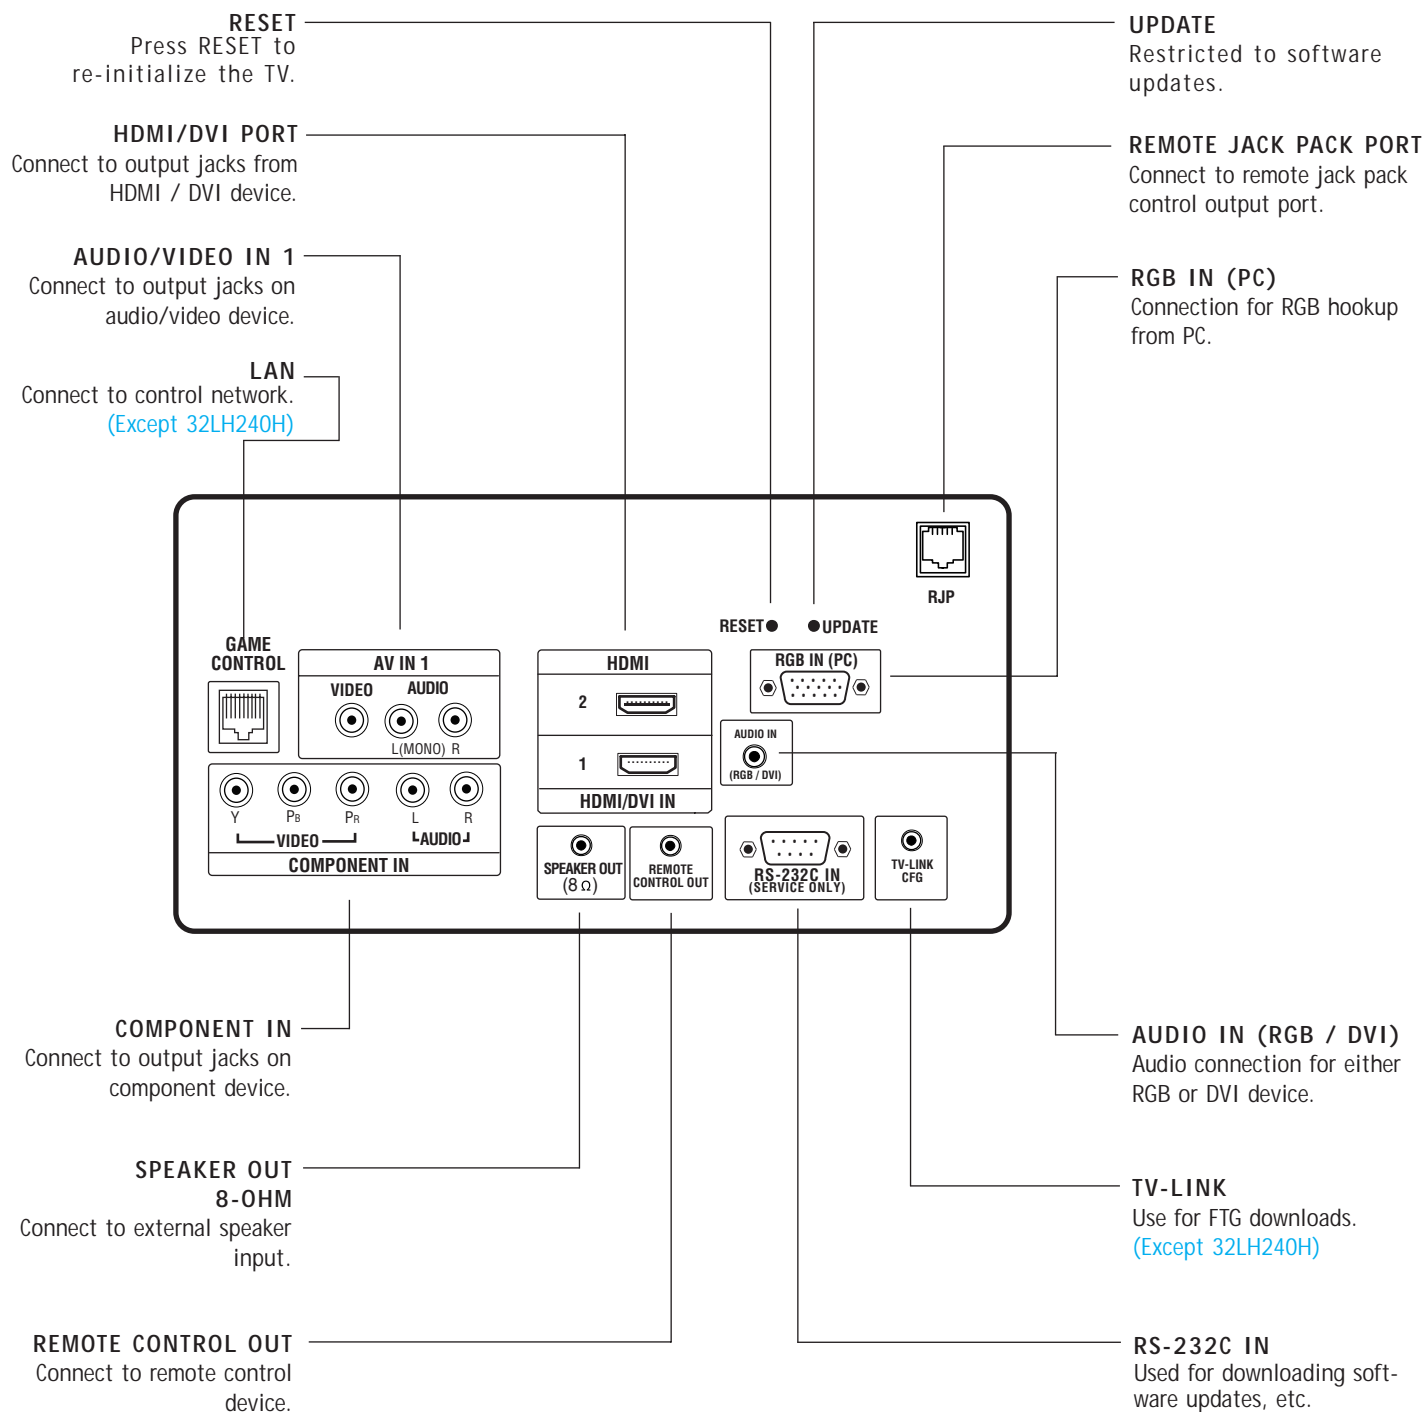 RESET
Press RESET to
re-initialize the TV.
HDMI/DVI PORT
Connect to output jacks from
HDMI / DVI device.
AUDIO/VIDEO IN 1
Connect to output jacks on
audio/video device.
LAN
Connect to control network.
(Except 32LH240H)
UPDATE
Restricted to software
updates.
REMOTE JACK PACK PORT
Connect to remote jack pack
control output port.
RGB IN (PC)
Connection for RGB hookup
from PC.
RJP
RESET
UPDATE
GAME
CONTROL
AV IN 1
VIDEO
AUDIO
L(MONO) R
HDMI
2
1
HDMI/DVI IN
RGB IN (PC)
AUDIO IN
(RGB / DVI)
Y
PB
PR
L
R
VIDEO
AUDIO
COMPONENT IN
SPEAKER OUT
(8 Ω)
REMOTE
CONTROL OUT
RS-232C IN
(SERVICE ONLY)
TV-LINK
CFG
COMPONENT IN
Connect to output jacks on
component device.
SPEAKER OUT
8-OHM
Connect to external speaker
input.
REMOTE CONTROL OUT
Connect to remote control
device.
AUDIO IN (RGB / DVI)
Audio connection for either
RGB or DVI device.
TV-LINK
Use for FTG downloads.
(Except 32LH240H)
RS-232C IN
Used for downloading soft-
ware updates, etc.